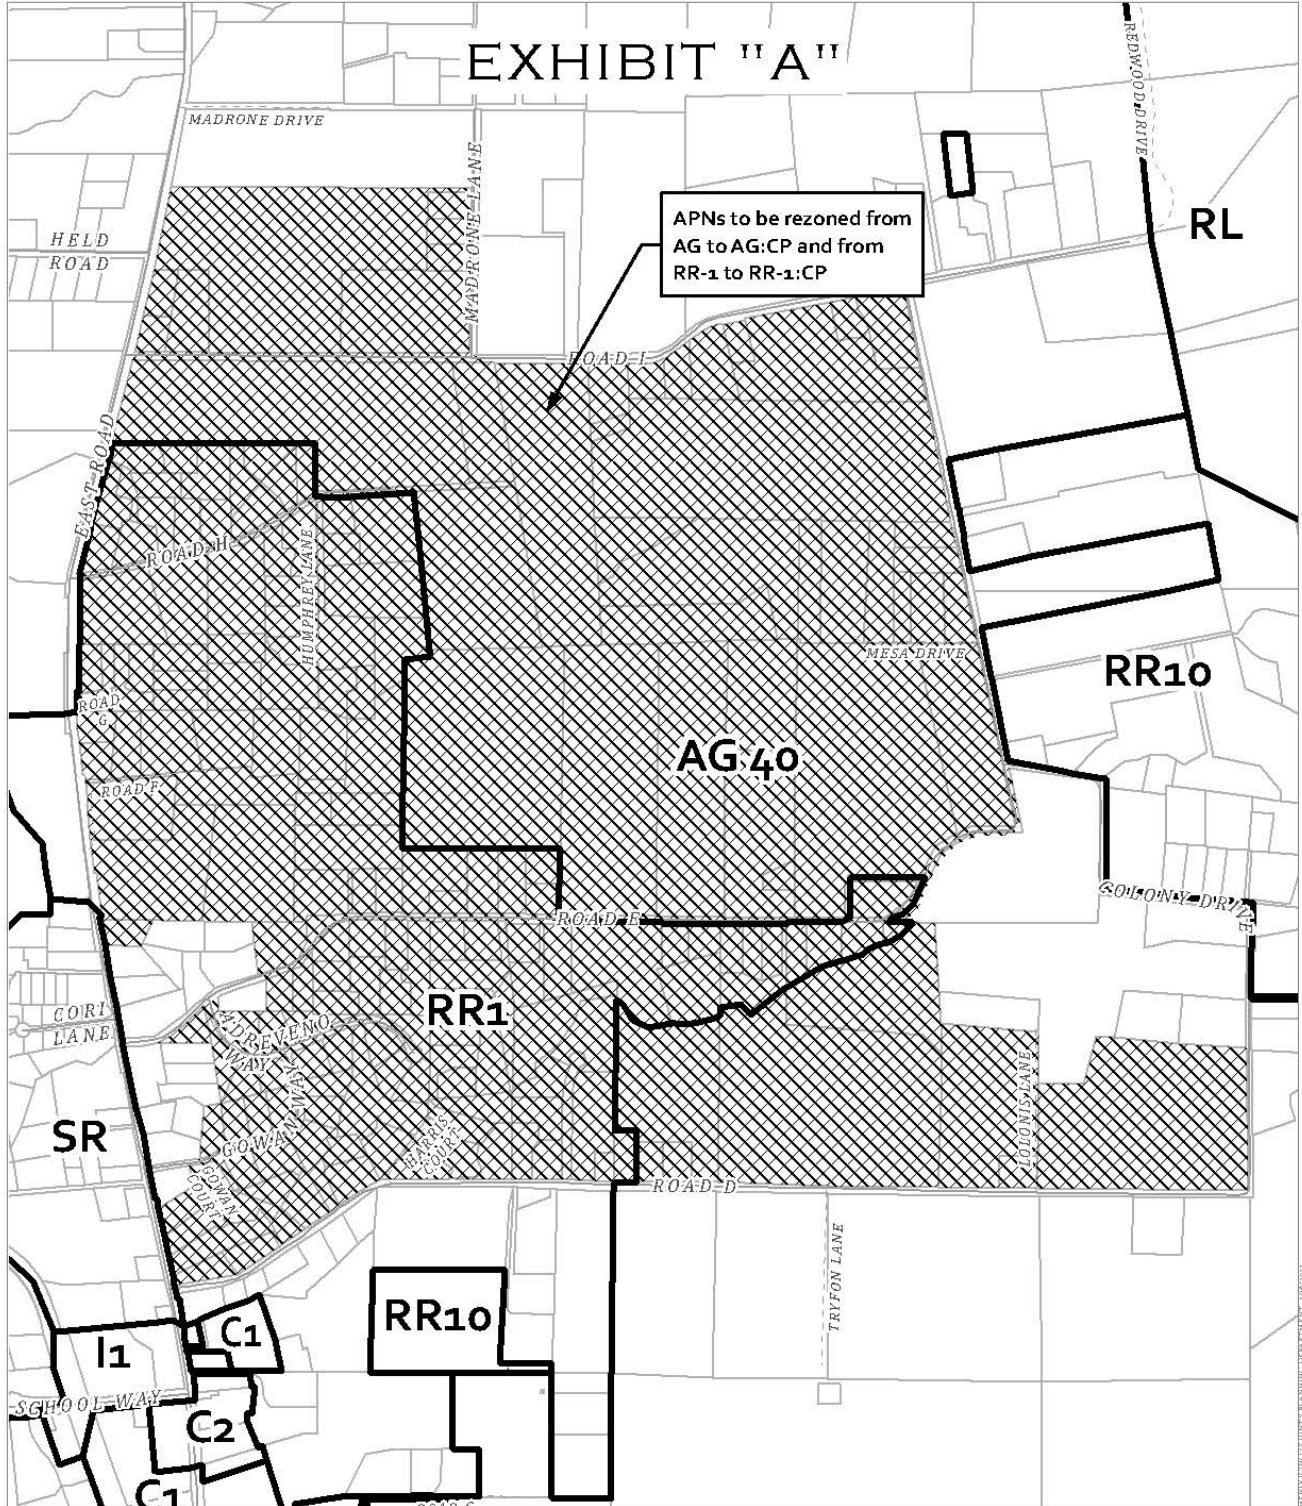 EXHIBIT "A"
REDWOOD DRIVE
MADRONE DRIVE
MADRONE LANE
HELD
ROAD
APNs to be rezoned from
AG to AG:CP and from
RR-1 to RR-1:CP
RL
ROAD I
EAST ROAD
ROAD H
HUMPHREY LANE
MESA DRIVE
RR10
ROAD
G
AG 40
ROAD F
COLONY DRIVE
ROAD E
CORI
LANE
RR1
ADREVENO
WAY
LOLONIS LANE
SR
GOWAN WAY
HARRIS
COURT
GOWAN
COURT
ROAD D
TRYFON LANE
RR10
C1
I1
SCHOOL WAY
C2
C1